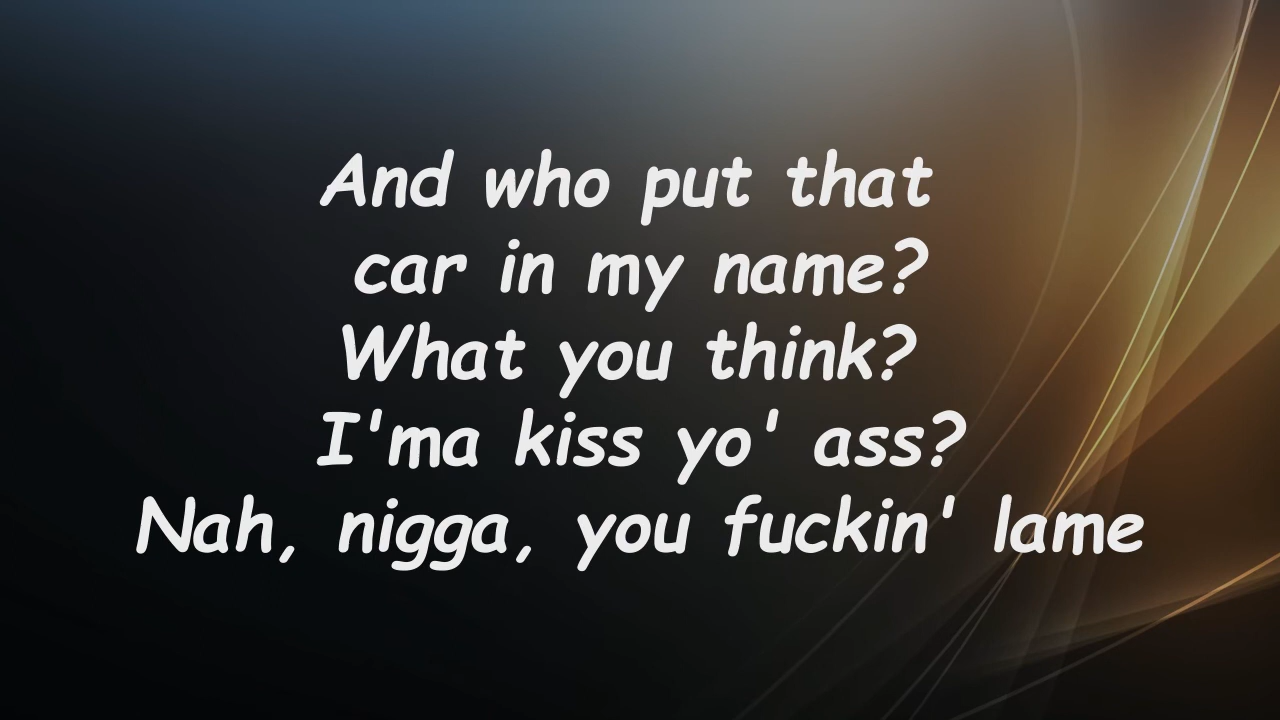 And who put that
car in my name?
What you think?
I'ma kiss yo' ass?
Nah, nigga, you fuckin' lame